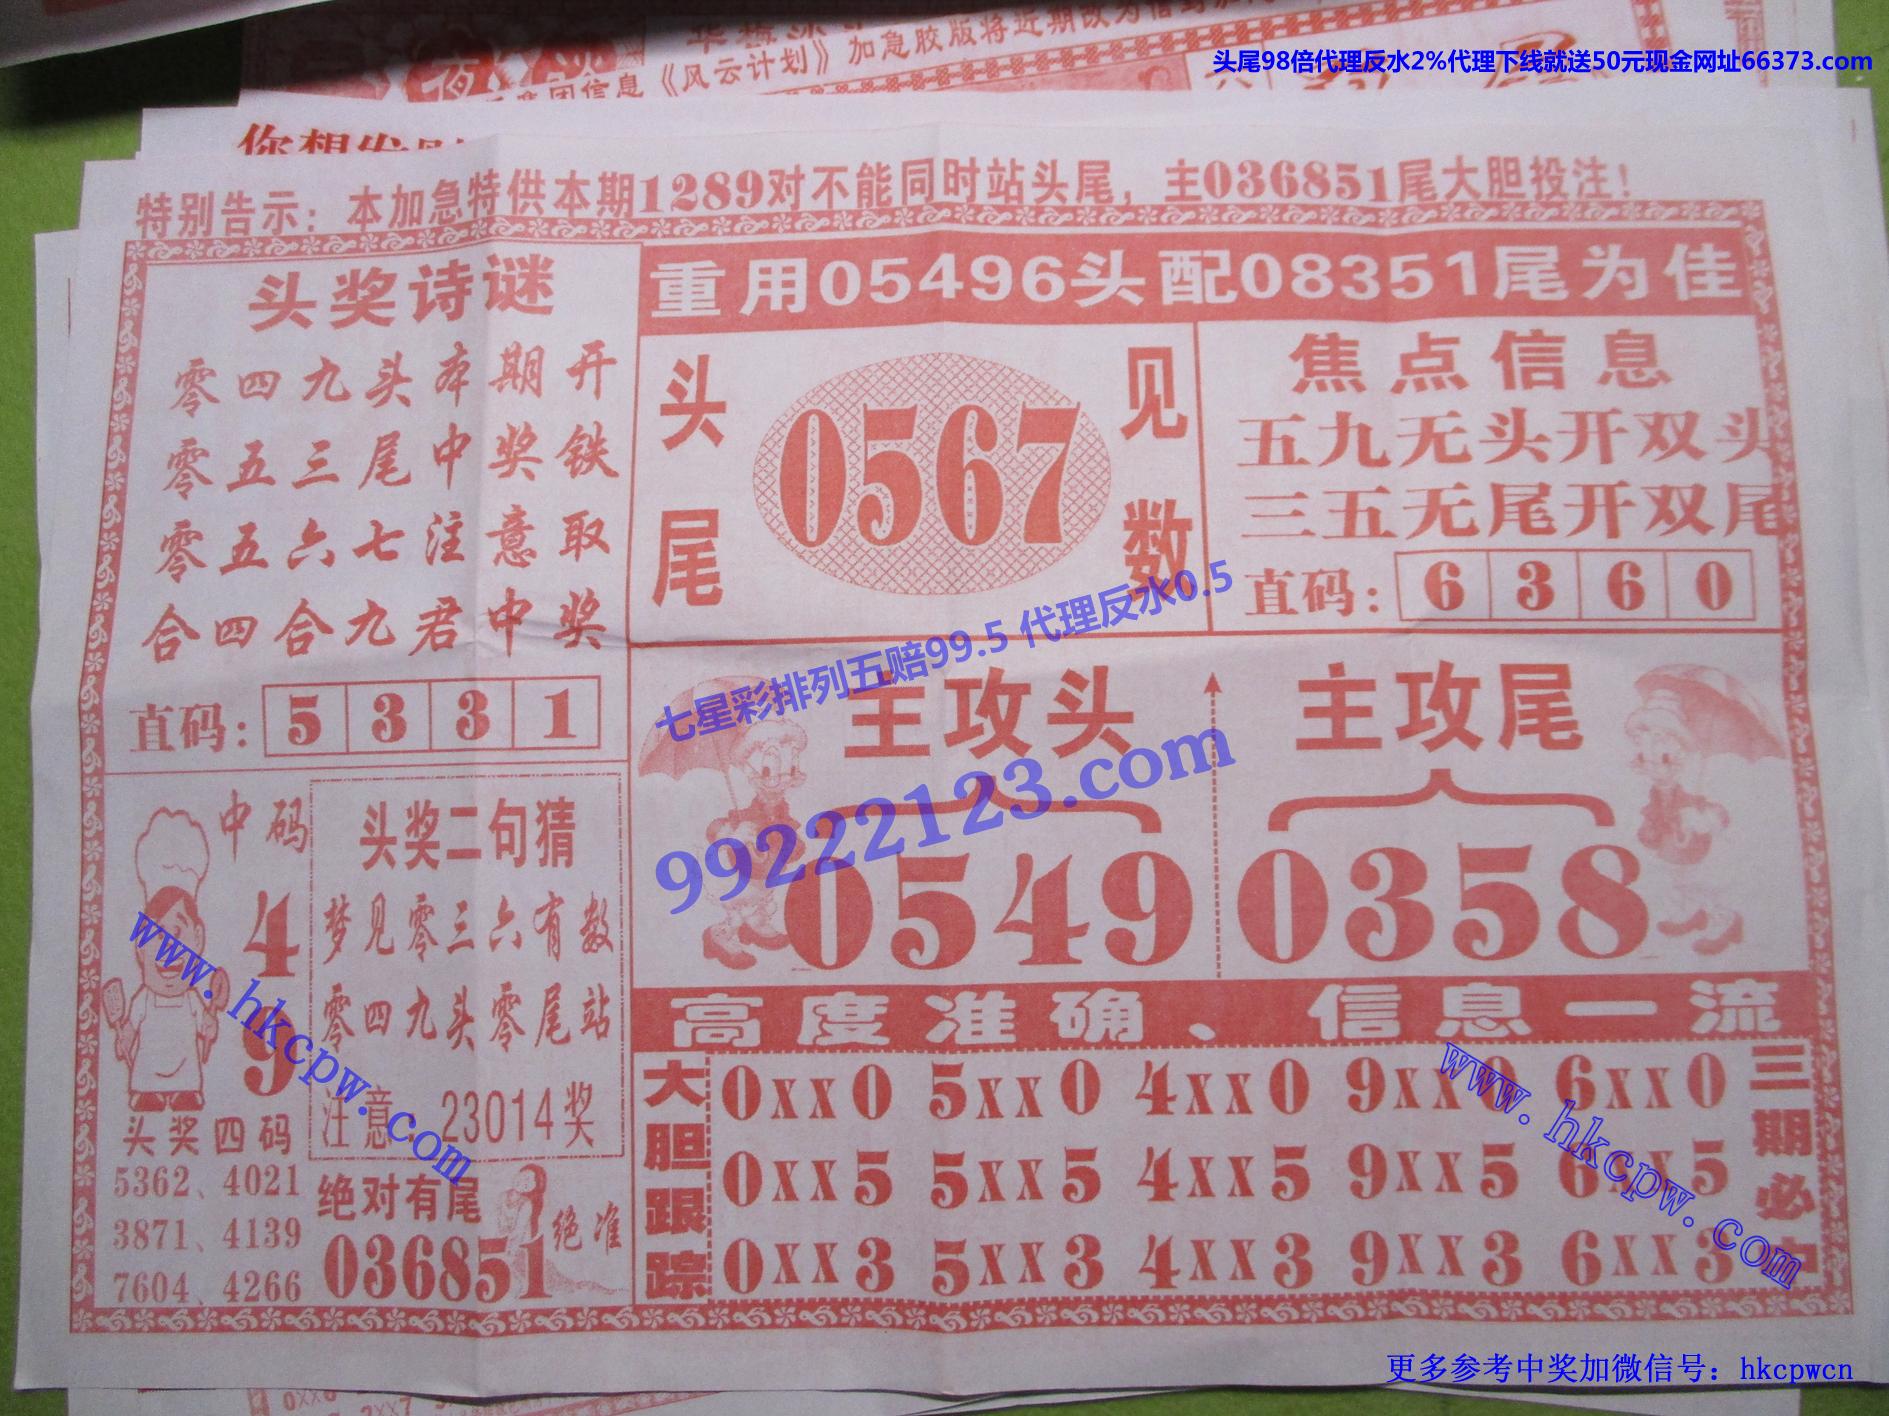 《风云计划》加急胶版将近期改为
头尾98倍代理反水2%代理下线就送50元现金网址66373.com
你想发财
特别告示：本加急特供本期1289对不能同时站头尾，主036851尾大胆投注！
头奖诗谜
零四九头本期开
零五三尾中奖铁
零五六七注意取
合四合九君中奖
直码：5331
重用05496头配08351尾为佳
头尾
0567
见数
焦点信息
五九无头开双头
三五无尾开双尾
直码：6360
七星彩排列五赔99.5 代理反水0.5
99222123.com
主攻头
0549
主攻尾
0358
中码
4
9
头奖四码
5362、4021
3871、4139
7604、4266
头奖二句猜
梦见零三六有数
零四九头零尾站
注意：23014奖
绝对有尾
036851
绝准
www.hkcpw.com
高度准确、信息一流
大胆跟踪
0xx0 5xx0 4xx0 9xx0 6xx0
0xx5 5xx5 4xx5 9xx5 6xx5
0xx3 5xx3 4xx3 9xx3 6xx3
三期必中
www.hkcpw.com
更多参考中奖加微信号：hkcpwcn